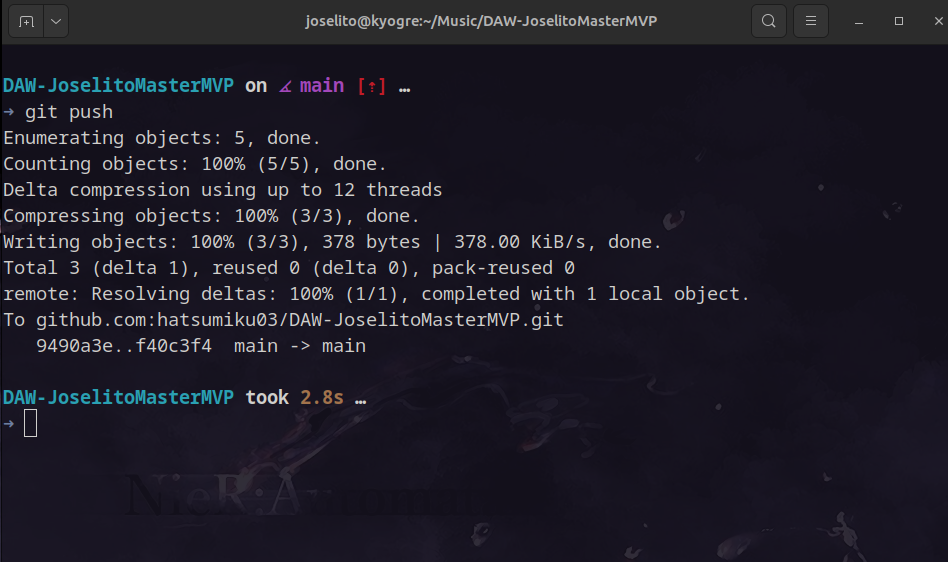 joselito@kyogre:~/Music/DAW-JoselitoMasterMVP
DAW-JoselitoMasterMVP on main [⇡] …
➜ git push
Enumerating objects: 5, done.
Counting objects: 100% (5/5), done.
Delta compression using up to 12 threads
Compressing objects: 100% (3/3), done.
Writing objects: 100% (3/3), 378 bytes | 378.00 KiB/s, done.
Total 3 (delta 1), reused 0 (delta 0), pack-reused 0
remote: Resolving deltas: 100% (1/1), completed with 1 local object.
To github.com:hatsumiku03/DAW-JoselitoMasterMVP.git
   9490a3e..f40c3f4  main -> main
DAW-JoselitoMasterMVP took 2.8s …
➜